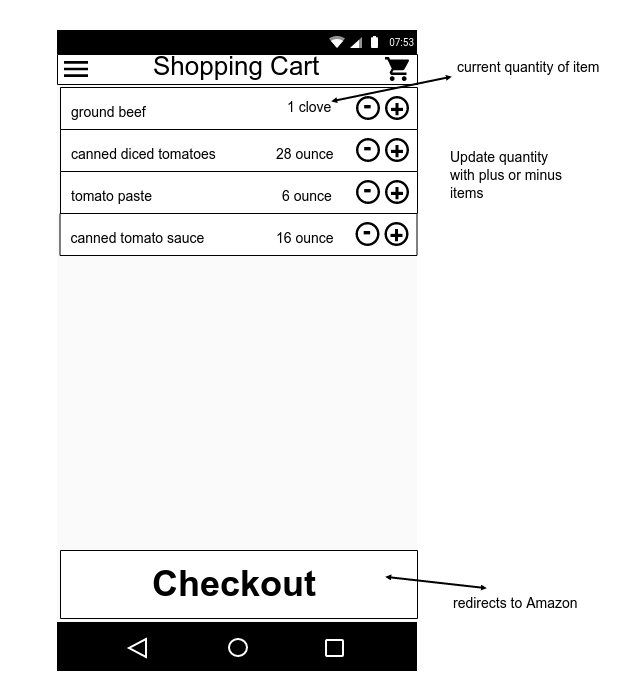 07:53
Shopping Cart
current quantity of item
ground beef 1 clove - +
canned diced tomatoes 28 ounce - +
Update quantity
with plus or minus
items
tomato paste 6 ounce - +
canned tomato sauce 16 ounce - +
Checkout
redirects to Amazon